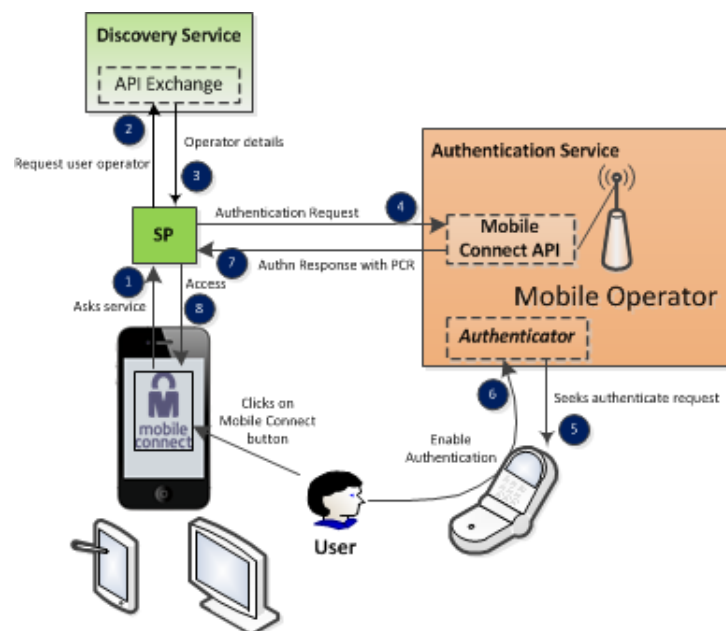 Discovery Service
API Exchange
2
Request user operator
Operator details
3
Authentication Service
4
Authentication Request
SP
Mobile
Connect API
7
Authn Response with PCR
1
Access
Asks service
8
Mobile Operator
Authenticator
M
mobile
connect
Clicks on
Mobile Connect
button
6
Seeks authenticate request
5
Enable
Authentication
User